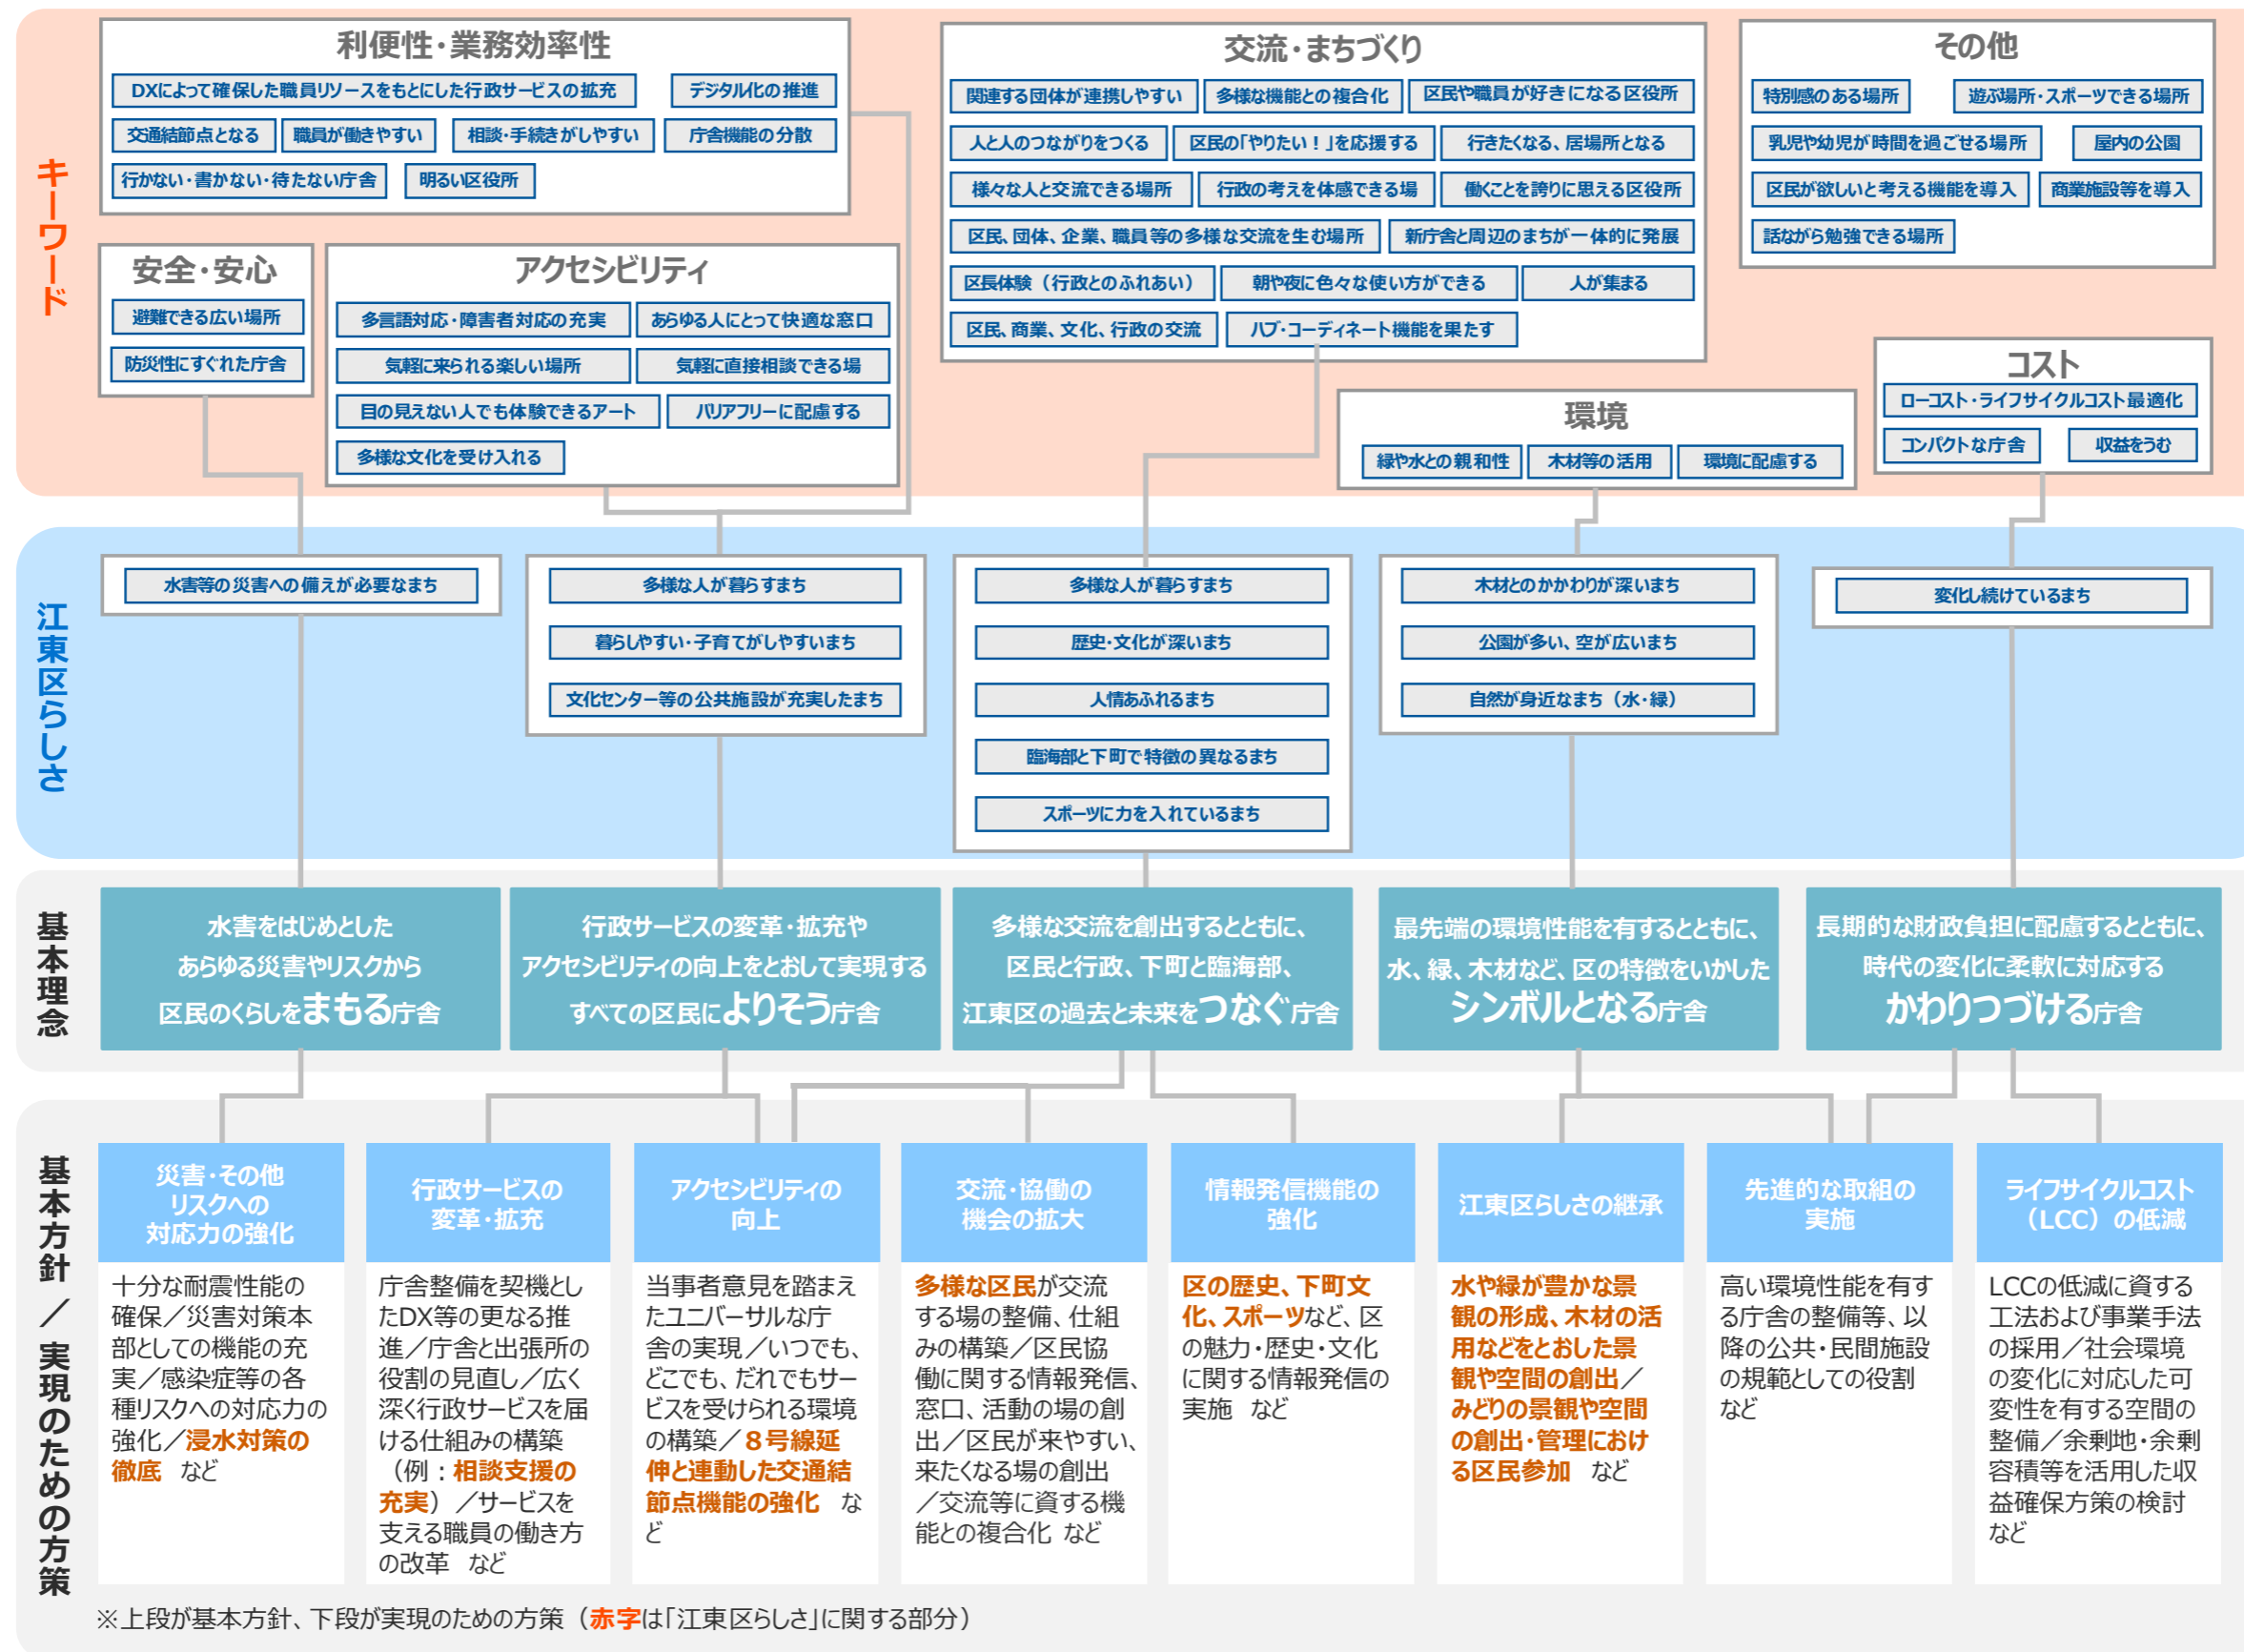 キーワード
利便性・業務効率性
DXによって確保した職員リソースをもとにした行政サービスの拡充
デジタル化の推進
交通結節点となる
職員が働きやすい
相談・手続きがしやすい
庁舎機能の分散
行かない・書かない・待たない庁舎
明るい区役所
安全・安心
避難できる広い場所
防災性にすぐれた庁舎
アクセシビリティ
多言語対応・障害者対応の充実
あらゆる人にとって快適な窓口
気軽に来られる楽しい場所
気軽に直接相談できる場
目の見えない人でも体験できるアート
バリアフリーに配慮する
多様な文化を受け入れる
交流・まちづくり
関連する団体が連携しやすい
多様な機能との複合化
区民や職員が好きになる区役所
人と人のつながりをつくる
区民の「やりたい！」を応援する
行きたくなる、居場所となる
様々な人と交流できる場所
行政の考えを体感できる場
働くことを誇りに思える区役所
区民、団体、企業、職員等の多様な交流を生む場所
新庁舎と周辺のまちが一体的に発展
区長体験（行政とのふれあい）
朝や夜に色々な使い方ができる
人が集まる
区民、商業、文化、行政の交流
ハブ・コーディネート機能を果たす
その他
特別感のある場所
遊ぶ場所・スポーツできる場所
乳児や幼児が時間を過ごせる場所
屋内の公園
区民が欲しいと考える機能を導入
商業施設等を導入
話ながら勉強できる場所
環境
緑や水との親和性
木材等の活用
環境に配慮する
コスト
ローコスト・ライフサイクルコスト最適化
コンパクトな庁舎
収益をうむ
江東区らしさ
水害等の災害への備えが必要なまち
多様な人が暮らすまち
暮らしやすい・子育てがしやすいまち
文化センター等の公共施設が充実したまち
多様な人が暮らすまち
歴史・文化が深いまち
人情あふれるまち
臨海部と下町で特徴の異なるまち
スポーツに力を入れているまち
木材とのかかわりが深いまち
公園が多い、空が広いまち
自然が身近なまち（水・緑）
変化し続けているまち
基本理念
水害をはじめとした
あらゆる災害やリスクから
区民のくらしをまもる庁舎
行政サービスの変革・拡充や
アクセシビリティの向上をとおして実現する
すべての区民によりそう庁舎
多様な交流を創出するとともに、
区民と行政、下町と臨海部、
江東区の過去と未来をつなぐ庁舎
最先端の環境性能を有するとともに、
水、緑、木材など、区の特徴をいかした
シンボルとなる庁舎
長期的な財政負担に配慮するとともに、
時代の変化に柔軟に対応する
かわりつづける庁舎
基本方針／実現のための方策
災害・その他
リスクへの
対応力の強化
十分な耐震性能の
確保／災害対策本
部としての機能の充
実／感染症等の各
種リスクへの対応力の
強化／浸水対策の
徹底 など
行政サービスの
変革・拡充
庁舎整備を契機とし
たDX等の更なる推
進／庁舎と出張所の
役割の見直し／広く
深く行政サービスを届
ける仕組みの構築
（例：相談支援の
充実）／サービスを
支える職員の働き方
の改革 など
アクセシビリティの
向上
当事者意見を踏まえ
たユニバーサルな庁
舎の実現／いつでも、
どこでも、だれでもサー
ビスを受けられる環境
の構築／８号線延
伸と連動した交通結
節点機能の強化 な
ど
交流・協働の
機会の拡大
多様な区民が交流
する場の整備、仕組
みの構築／区民協
働に関する情報発信、
窓口、活動の場の創
出／区民が来やすい、
来たくなる場の創出
／交流等に資する機
能との複合化 など
情報発信機能の
強化
区の歴史、下町文
化、スポーツなど、区
の魅力・歴史・文化
に関する情報発信の
実施 など
江東区らしさの継承
水や緑が豊かな景
観の形成、木材の活
用などをとおした景
観や空間の創出／
みどりの景観や空間
の創出・管理におけ
る区民参加 など
先進的な取組の
実施
高い環境性能を有す
る庁舎の整備等、以
降の公共・民間施設
の規範としての役割
など
ライフサイクルコスト
（LCC）の低減
LCCの低減に資する
工法および事業手法
の採用／社会環境
の変化に対応した可
変性を有する空間の
整備／余剰地・余剰
容積等を活用した収
益確保方策の検討
など
※上段が基本方針、下段が実現のための方策（赤字は「江東区らしさ」に関する部分）